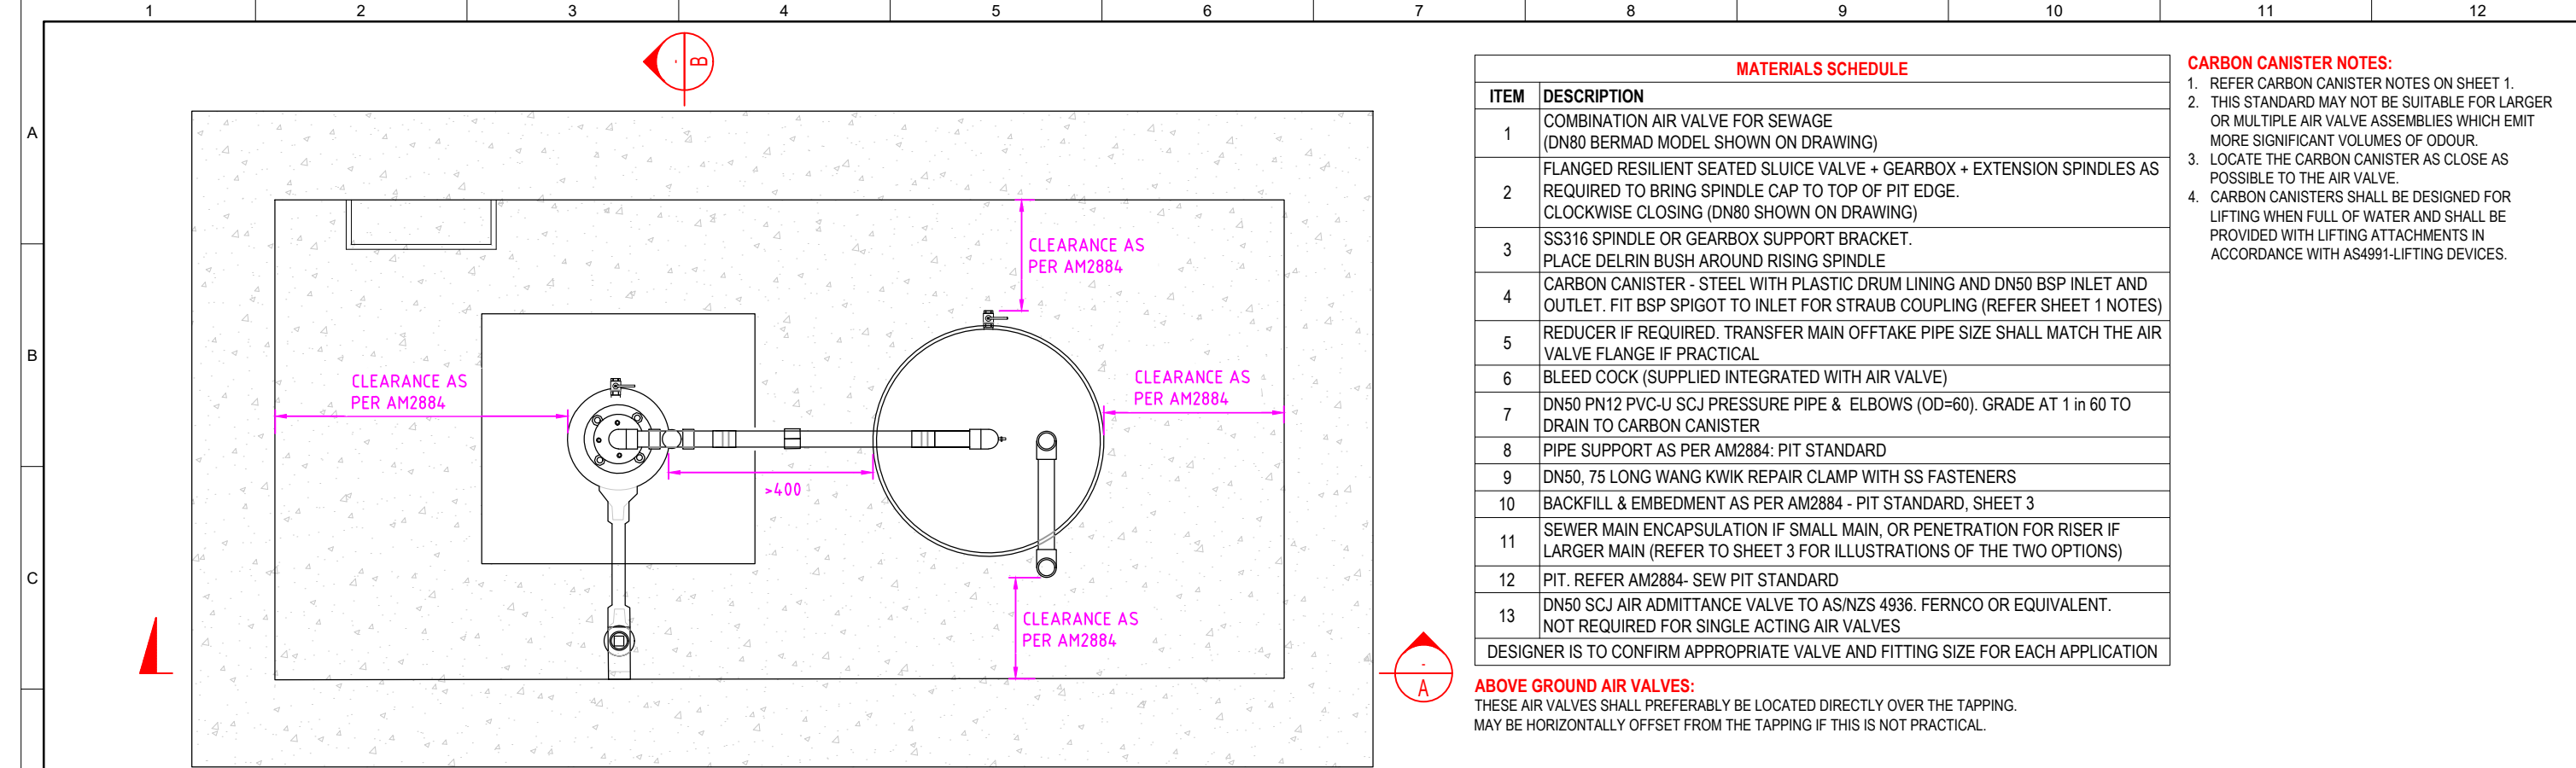 1 2 3 4 5 6 7 8 9 10 11 12
A
B
C
B
CLEARANCE AS
PER AM2884
CLEARANCE AS
PER AM2884
CLEARANCE AS
PER AM2884
>400
CLEARANCE AS
PER AM2884
A
MATERIALS SCHEDULE
ITEM DESCRIPTION
1 COMBINATION AIR VALVE FOR SEWAGE
(DN80 BERMAD MODEL SHOWN ON DRAWING)
2 FLANGED RESILIENT SEATED SLUICE VALVE + GEARBOX + EXTENSION SPINDLES AS
REQUIRED TO BRING SPINDLE CAP TO TOP OF PIT EDGE.
CLOCKWISE CLOSING (DN80 SHOWN ON DRAWING)
3 SS316 SPINDLE OR GEARBOX SUPPORT BRACKET.
PLACE DELRIN BUSH AROUND RISING SPINDLE
4 CARBON CANISTER - STEEL WITH PLASTIC DRUM LINING AND DN50 BSP INLET AND
OUTLET. FIT BSP SPIGOT TO INLET FOR STRAUB COUPLING (REFER SHEET 1 NOTES)
5 REDUCER IF REQUIRED. TRANSFER MAIN OFFTAKE PIPE SIZE SHALL MATCH THE AIR
VALVE FLANGE IF PRACTICAL
6 BLEED COCK (SUPPLIED INTEGRATED WITH AIR VALVE)
7 DN50 PN12 PVC-U SCJ PRESSURE PIPE & ELBOWS (OD=60). GRADE AT 1 in 60 TO
DRAIN TO CARBON CANISTER
8 PIPE SUPPORT AS PER AM2884: PIT STANDARD
9 DN50, 75 LONG WANG KWIK REPAIR CLAMP WITH SS FASTENERS
10 BACKFILL & EMBEDMENT AS PER AM2884 - PIT STANDARD, SHEET 3
11 SEWER MAIN ENCAPSULATION IF SMALL MAIN, OR PENETRATION FOR RISER IF
LARGER MAIN (REFER TO SHEET 3 FOR ILLUSTRATIONS OF THE TWO OPTIONS)
12 PIT. REFER AM2884- SEW PIT STANDARD
13 DN50 SCJ AIR ADMITTANCE VALVE TO AS/NZS 4936. FERNCO OR EQUIVALENT.
NOT REQUIRED FOR SINGLE ACTING AIR VALVES
DESIGNER IS TO CONFIRM APPROPRIATE VALVE AND FITTING SIZE FOR EACH APPLICATION
ABOVE GROUND AIR VALVES:
THESE AIR VALVES SHALL PREFERABLY BE LOCATED DIRECTLY OVER THE TAPPING.
MAY BE HORIZONTALLY OFFSET FROM THE TAPPING IF THIS IS NOT PRACTICAL.
CARBON CANISTER NOTES:
1. REFER CARBON CANISTER NOTES ON SHEET 1.
2. THIS STANDARD MAY NOT BE SUITABLE FOR LARGER
OR MULTIPLE AIR VALVE ASSEMBLIES WHICH EMIT
MORE SIGNIFICANT VOLUMES OF ODOUR.
3. LOCATE THE CARBON CANISTER AS CLOSE AS
POSSIBLE TO THE AIR VALVE.
4. CARBON CANISTERS SHALL BE DESIGNED FOR
LIFTING WHEN FULL OF WATER AND SHALL BE
PROVIDED WITH LIFTING ATTACHMENTS IN
ACCORDANCE WITH AS4991-LIFTING DEVICES.